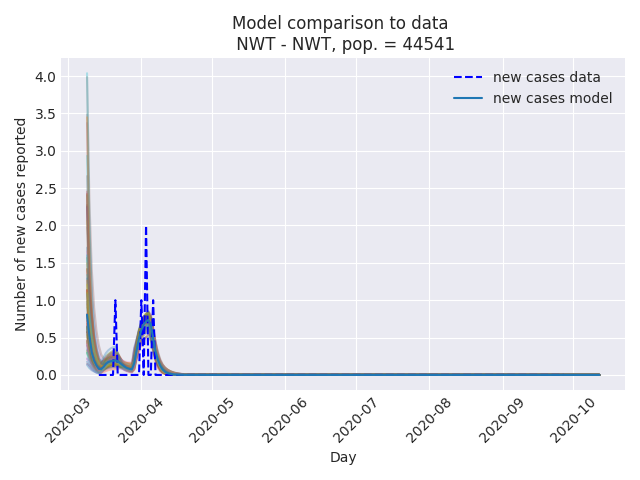 Model comparison to data
NWT - NWT, pop. = 44541
new cases data
new cases model
Number of new cases reported
4.0
3.5
3.0
2.5
2.0
1.5
1.0
0.5
0.0
2020-03
2020-04
2020-05
2020-06
2020-07
2020-08
2020-09
2020-10
Day